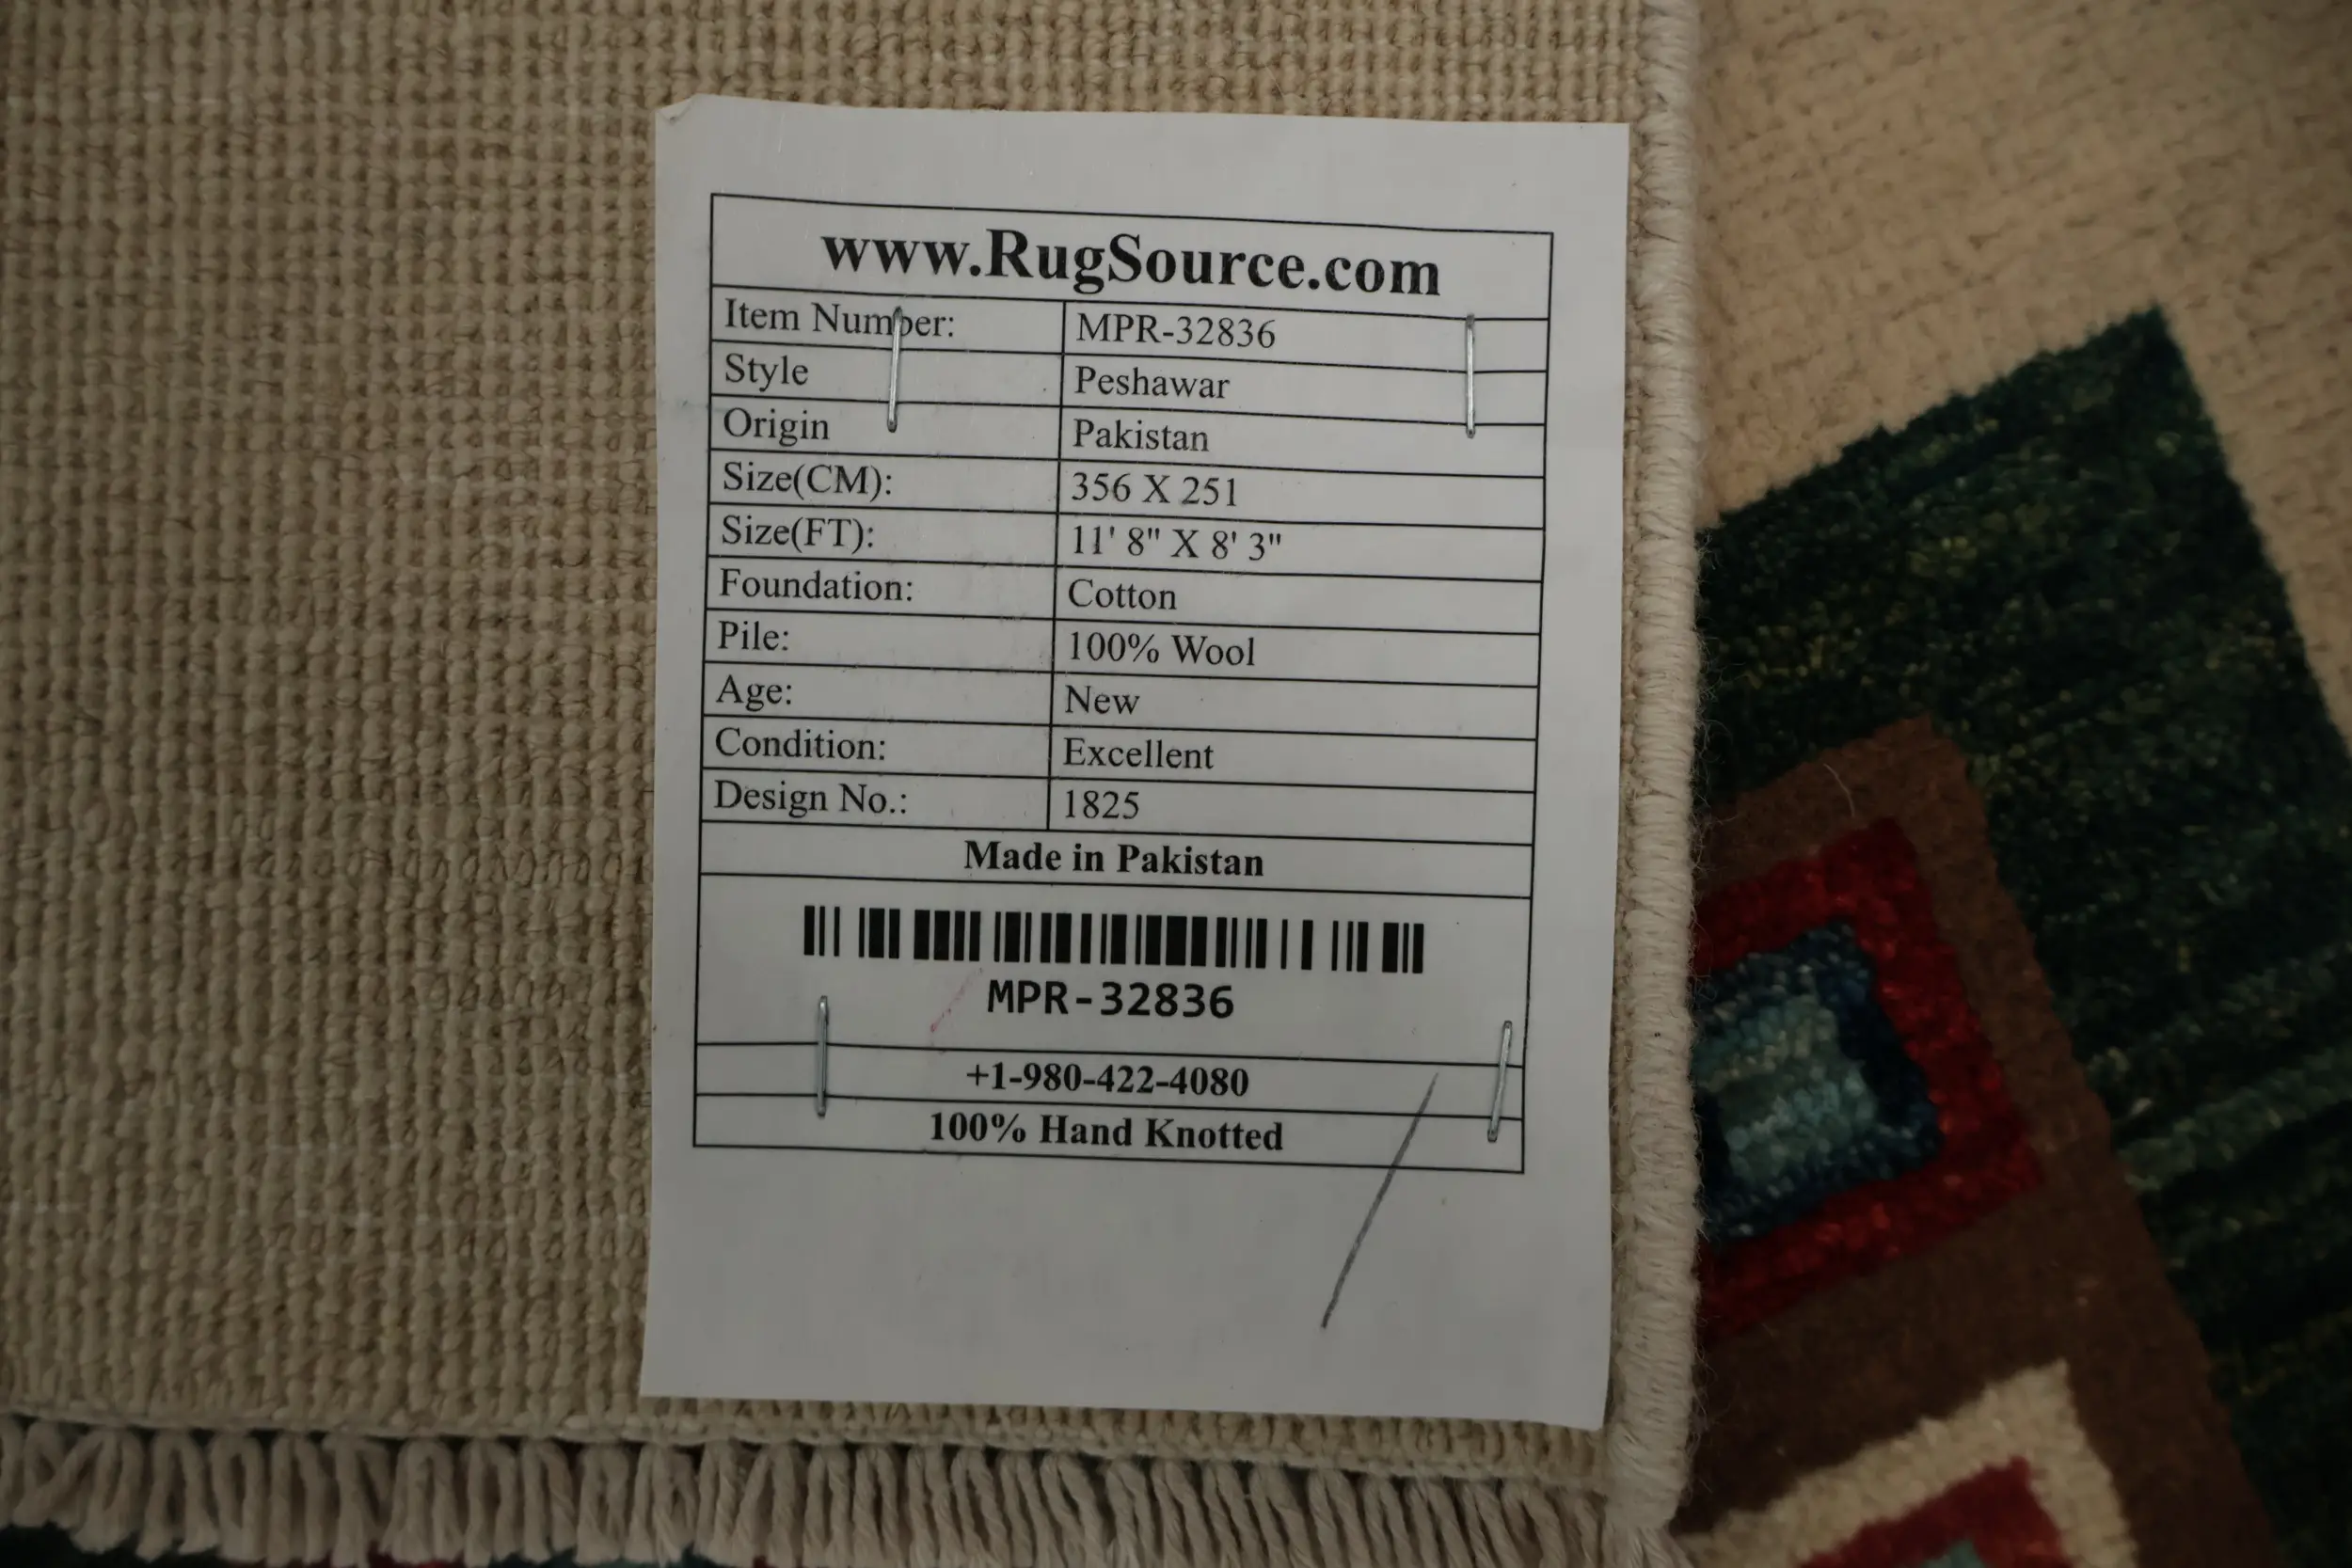 www.RugSource.com
Item Number: MPR-32836
Style Peshawar
Origin Pakistan
Size(CM): 356 X 251
Size(FT): 11' 8" X 8' 3"
Foundation: Cotton
Pile: 100% Wool
Age: New
Condition: Excellent
Design No.: 1825
Made in Pakistan
MPR-32836
+1-980-422-4080
100% Hand Knotted